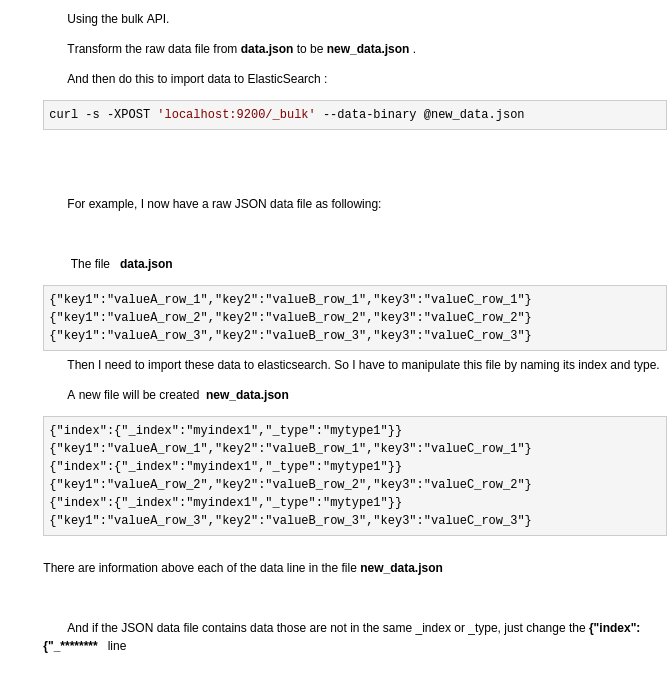 Using the bulk API.
Transform the raw data file from data.json to be new_data.json .
And then do this to import data to ElasticSearch :
curl -s -XPOST 'localhost:9200/_bulk' --data-binary @new_data.json
For example, I now have a raw JSON data file as following:
The file data.json
{"key1":"valueA_row_1","key2":"valueB_row_1","key3":"valueC_row_1"}
{"key1":"valueA_row_2","key2":"valueB_row_2","key3":"valueC_row_2"}
{"key1":"valueA_row_3","key2":"valueB_row_3","key3":"valueC_row_3"}
Then I need to import these data to elasticsearch. So I have to manipulate this file by naming its index and type.
A new file will be created new_data.json
{"index":{"_index":"myindex1","_type":"mytype1"}}
{"key1":"valueA_row_1","key2":"valueB_row_1","key3":"valueC_row_1"}
{"index":{"_index":"myindex1","_type":"mytype1"}}
{"key1":"valueA_row_2","key2":"valueB_row_2","key3":"valueC_row_2"}
{"index":{"_index":"myindex1","_type":"mytype1"}}
{"key1":"valueA_row_3","key2":"valueB_row_3","key3":"valueC_row_3"}
There are information above each of the data line in the file new_data.json
And if the JSON data file contains data those are not in the same _index or _type, just change the {"index":
{"_******** line